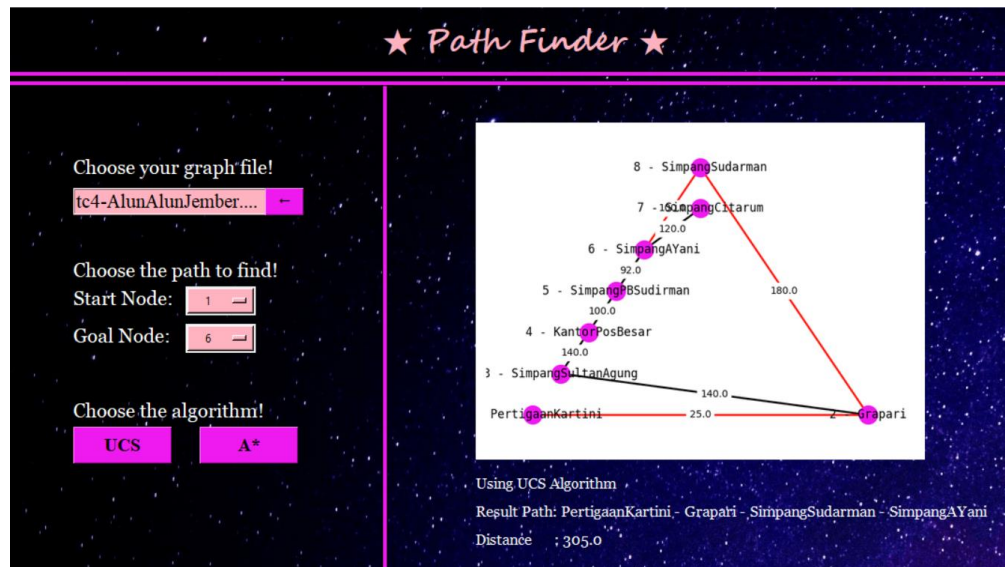 ★ Path Finder ★
Choose your graph file!
tc4-AlunAlunJember.... ←
Choose the path to find!
Start Node: 1
Goal Node: 6
Choose the algorithm!
UCS A*
8 - SimpangSudarman
7 - SimpangCitarum
100.0
120.0
6 - SimpangAYani
92.0
5 - SimpangPBSudirman
180.0
100.0
4 - KantorPosBesar
140.0
3 - SimpangSultanAgung
140.0
PertigaanKartini
25.0
2 - Grapari
Using UCS Algorithm
Result Path: PertigaanKartini - Grapari - SimpangSudarman - SimpangAYani
Distance : 305.0